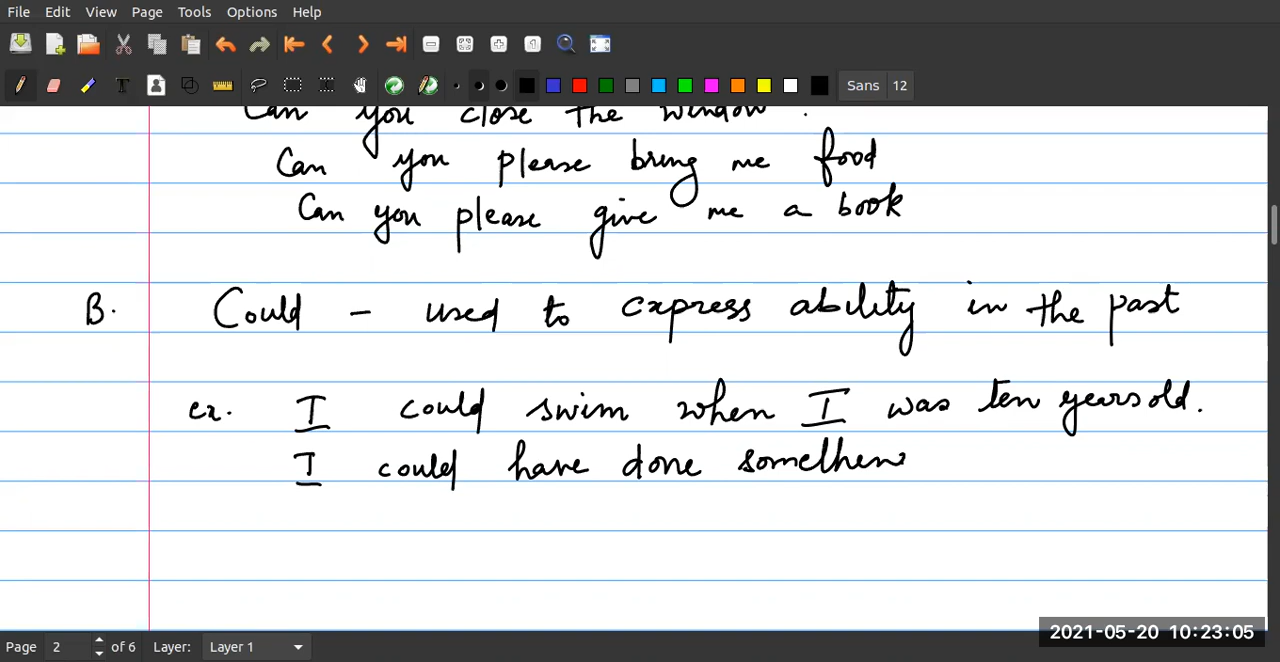 File Edit View Page Tools Options Help
Sans 12
Can you close the window.
Can you please bring me food
Can you please give me a book
B. Could - used to express ability in the past
ex. I could swim when I was ten years old.
I could have done
2021-05-20 10:23:05
Page 2 of 6 Layer: Layer 1